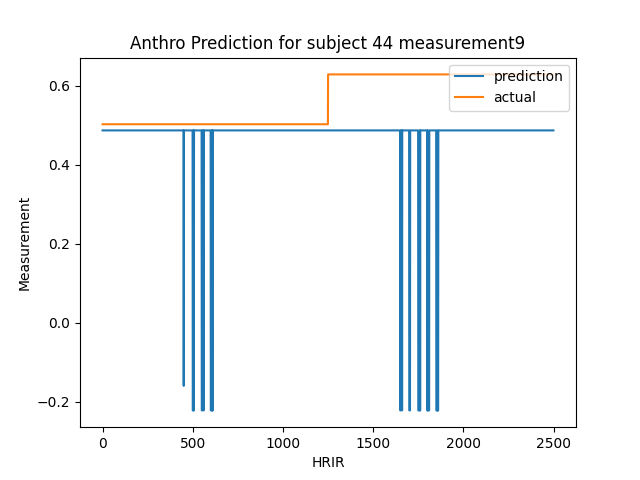 Anthro Prediction for subject 44 measurement9
prediction
actual
0.6
0.4
0.2
0.0
−0.2
Measurement
0 500 1000 1500 2000 2500
HRIR